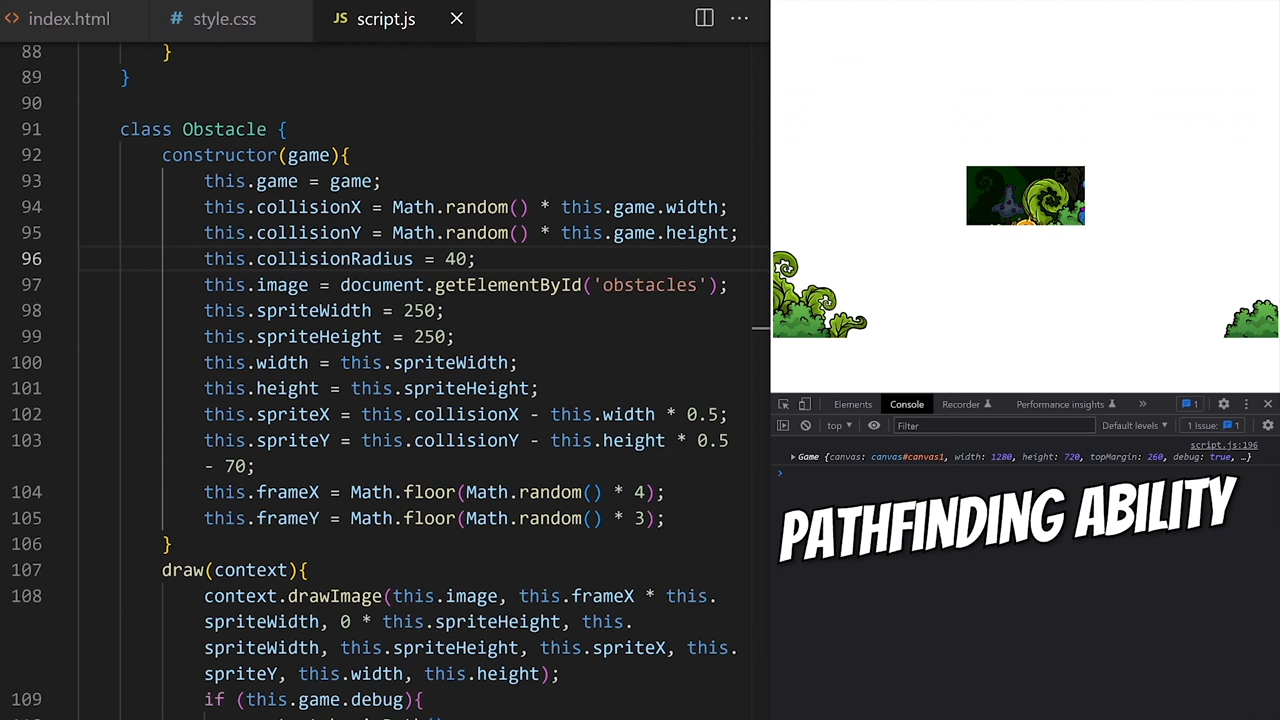 index.html
# style.css
JS script.js
88 }
89 }
90
91 class Obstacle {
92 constructor(game){
93 this.game = game;
94 this.collisionX = Math.random() * this.game.width;
95 this.collisionY = Math.random() * this.game.height;
96 this.collisionRadius = 40;
97 this.image = document.getElementById('obstacles');
98 this.spriteWidth = 250;
99 this.spriteHeight = 250;
100 this.width = this.spriteWidth;
101 this.height = this.spriteHeight;
102 this.spriteX = this.collisionX - this.width * 0.5;
103 this.spriteY = this.collisionY - this.height * 0.5
- 70;
104 this.frameX = Math.floor(Math.random() * 4);
105 this.frameY = Math.floor(Math.random() * 3);
106 }
107 draw(context){
108 context.drawImage(this.image, this.frameX * this.
spriteWidth, 0 * this.spriteHeight, this.
spriteWidth, this.spriteHeight, this.spriteX, this.
spriteY, this.width, this.height);
109 if (this.game.debug){
Elements Console Recorder Performance insights 1
top Filter Default levels 1 Issue: 1
script.js:196
Game {canvas: canvas#canvas1, width: 1280, height: 720, topMargin: 260, debug: true, …}
PATHFINDING ABILITY